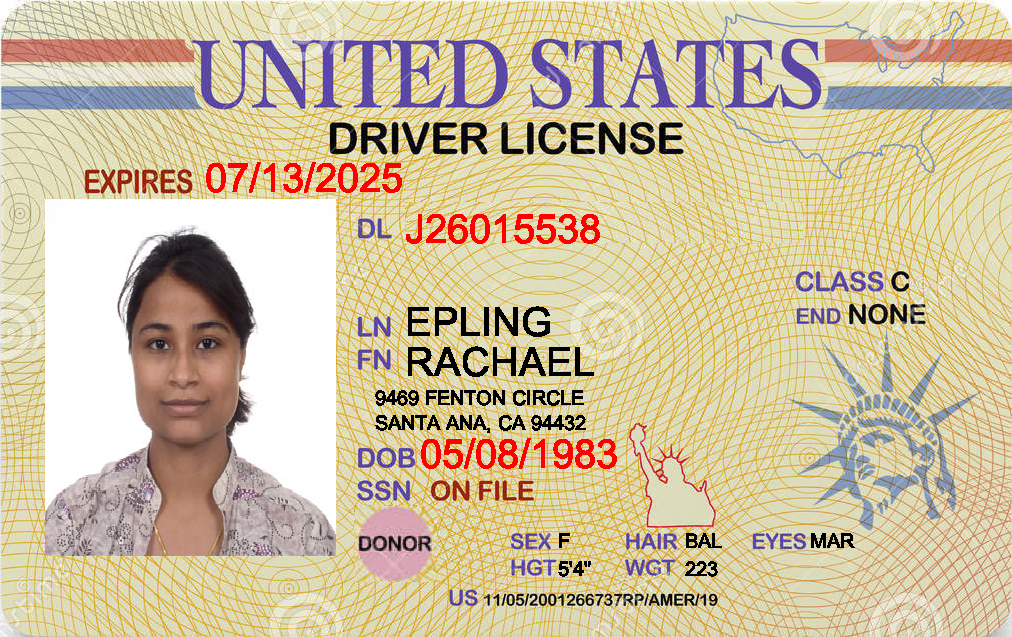 UNITED STATES
DRIVER LICENSE
EXPIRES 07/13/2025
DL J26015538
CLASS C
END NONE
LN EPLING
FN RACHAEL
9469 FENTON CIRCLE
SANTA ANA, CA 94432
DOB 05/08/1983
SSN ON FILE
DONOR
SEX F HAIR BAL EYES MAR
HGT 5'4" WGT 223
US 11/05/2001266737RP/AMER/19